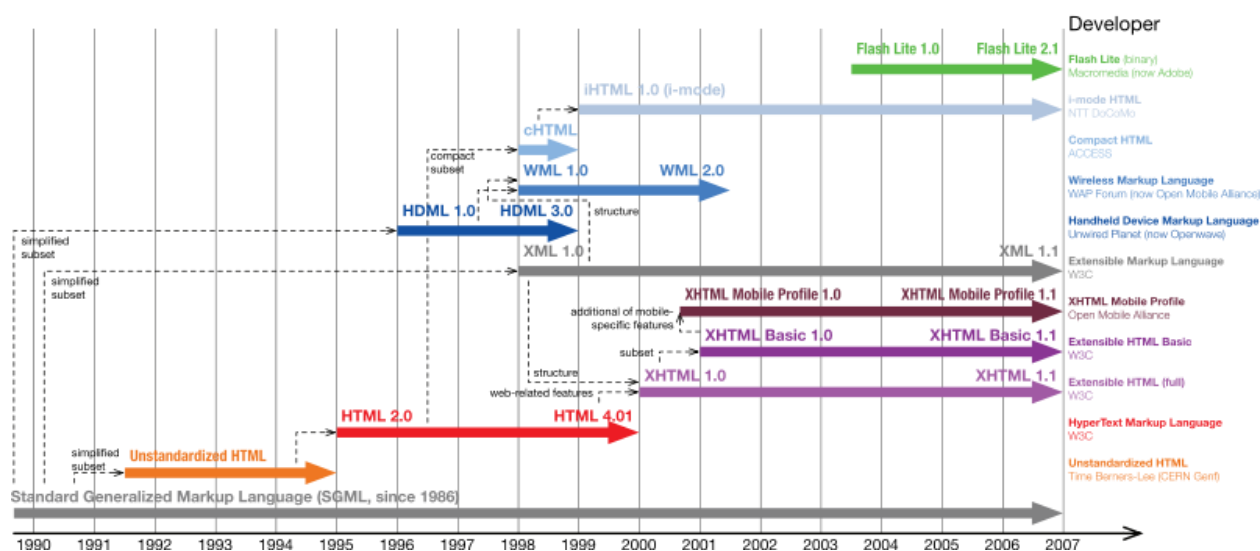 Developer
Flash Lite 1.0 Flash Lite 2.1
Flash Lite (binary)
Macromedia (now Adobe)
iHTML 1.0 (i-mode)
i-mode HTML
NTT DoCoMo
cHTML
compact
subset
Compact HTML
ACCESS
WML 1.0 WML 2.0
Wireless Markup Language
WAP Forum (now Open Mobile Alliance)
HDML 1.0 HDML 3.0
structure
Handheld Device Markup Language
Unwired Planet (now Openwave)
simplified
subset
XML 1.0 XML 1.1
Extensible Markup Language
W3C
simplified
subset
XHTML Mobile Profile 1.0 XHTML Mobile Profile 1.1
additional of mobile-
specific features
XHTML Mobile Profile
Open Mobile Alliance
XHTML Basic 1.0 XHTML Basic 1.1
subset
Extensible HTML Basic
W3C
structure
XHTML 1.0 XHTML 1.1
web-related features
Extensible HTML (full)
W3C
HTML 2.0 HTML 4.01
HyperText Markup Language
W3C
simplified
subset
Unstandardized HTML
Unstandardized HTML
Time Berners-Lee (CERN Genf)
Standard Generalized Markup Language (SGML, since 1986)
1990 1991 1992 1993 1994 1995 1996 1997 1998 1999 2000 2001 2002 2003 2004 2005 2006 2007